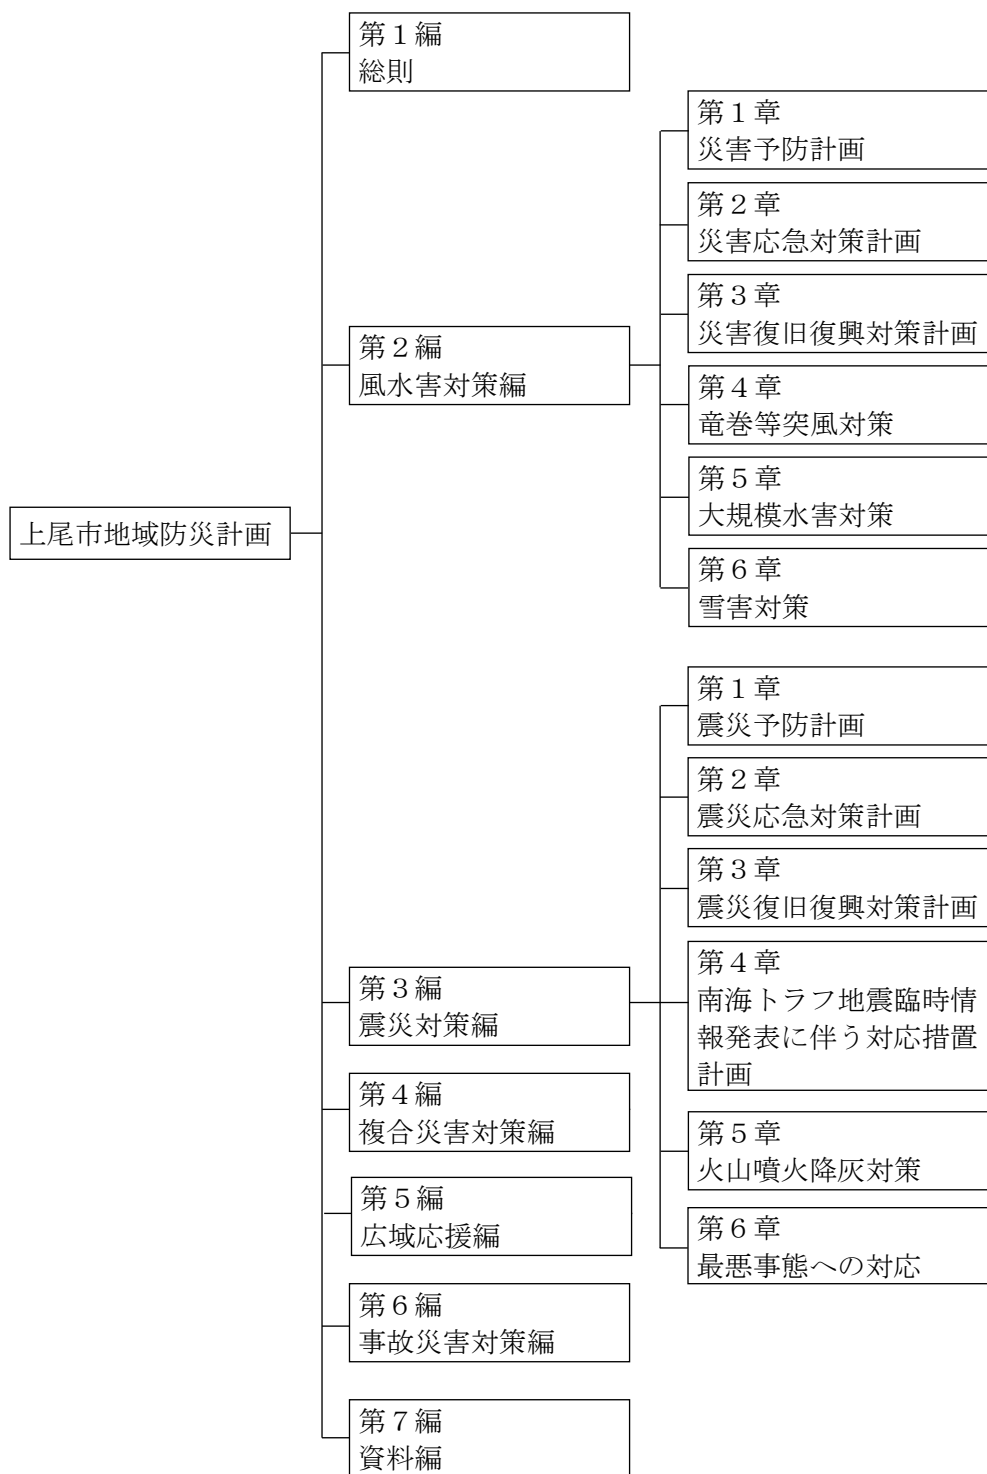 上尾市地域防災計画
第１編
総則
第２編
風水害対策編
第１章
災害予防計画
第２章
災害応急対策計画
第３章
災害復旧復興対策計画
第４章
竜巻等突風対策
第５章
大規模水害対策
第６章
雪害対策
第３編
震災対策編
第１章
震災予防計画
第２章
震災応急対策計画
第３章
震災復旧復興対策計画
第４章
南海トラフ地震臨時情
報発表に伴う対応措置
計画
第５章
火山噴火降灰対策
第６章
最悪事態への対応
第４編
複合災害対策編
第５編
広域応援編
第６編
事故災害対策編
第７編
資料編